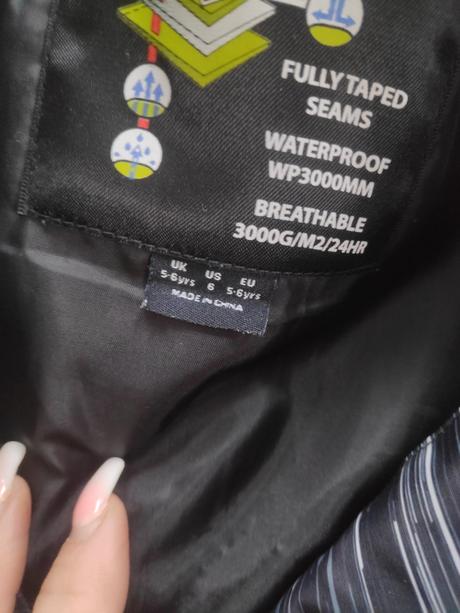 FULLY TAPED
SEAMS
WATERPROOF
WP3000MM
BREATHABLE
3000G/M2/24HR
UK US EU
5-6yrs 6 5-6yrs
MADE IN CHINA